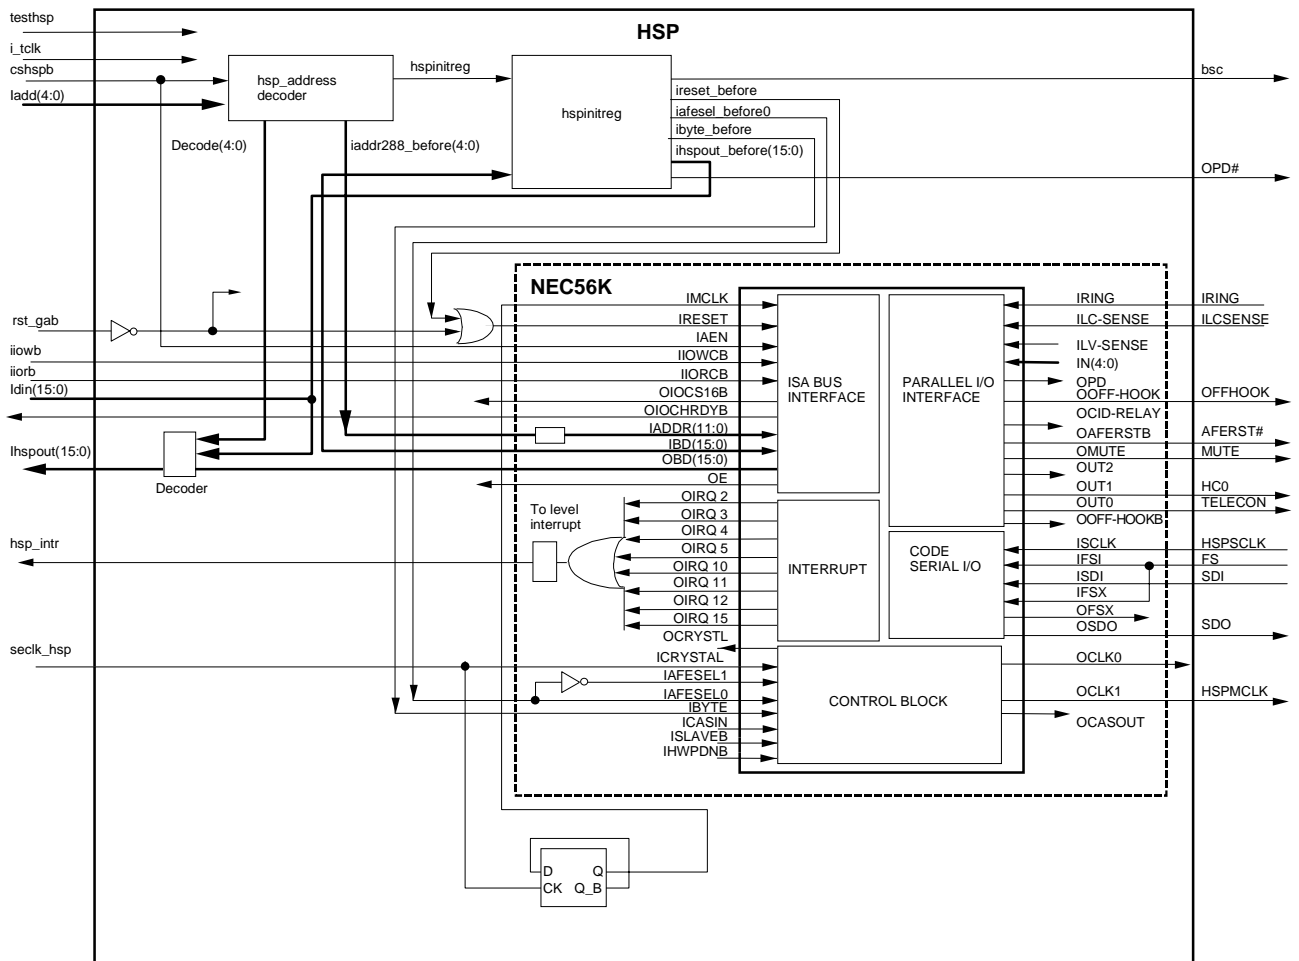 testhsp
HSP
i_tclk
cshspb
Iadd(4:0)
hsp_address
decoder
hspinitreg
hspinitreg
bsc
ireset_before
iafesel_before0
ibyte_before
ihspout_before(15:0)
Decode(4:0)
iaddr288_before(4:0)
OPD#
NEC56K
rst_gab
iiowb
iiorb
Idin(15:0)
Ihspout(15:0)
Decoder
IMCLK
IRESET
IAEN
IIOWCB
IIORCB
OIOCS16B
OIOCHRDYB
IADDR(11:0)
IBD(15:0)
OBD(15:0)
OE
ISA BUS
INTERFACE
PARALLEL I/O
INTERFACE
IRING
IRING
ILC-SENSE
ILCSENSE
ILV-SENSE
IN(4:0)
OPD
OOFF-HOOK
OFFHOOK
OCID-RELAY
OAFERSTB
AFERST#
OMUTE
MUTE
OUT2
OUT1
HC0
OUT0
TELECON
OOFF-HOOKB
To level
interrupt
hsp_intr
OIRQ 2
OIRQ 3
OIRQ 4
OIRQ 5
OIRQ 10
OIRQ 11
OIRQ 12
OIRQ 15
INTERRUPT
CODE
SERIAL I/O
ISCLK
HSPSCLK
IFSI
FS
ISDI
SDI
IFSX
OFSX
OSDO
SDO
seclk_hsp
OCRYSTL
ICRYSTAL
IAFESEL1
IAFESEL0
IBYTE
ICASIN
ISLAVEB
IHWPDNB
CONTROL BLOCK
OCLK0
OCLK1
HSPMCLK
OCASOUT
D
Q
CK
Q_B